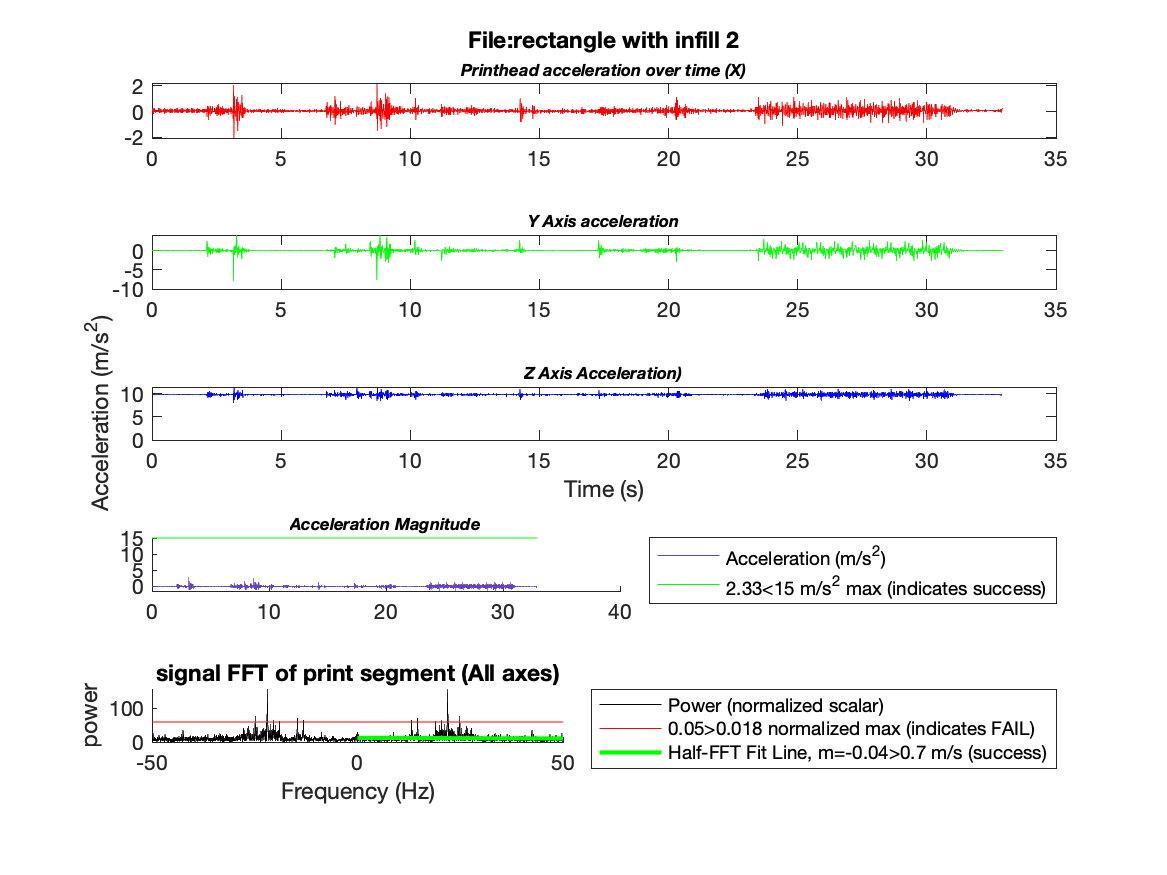 File:rectangle with infill 2
Printhead acceleration over time (X)
2
0
-2
0 5 10 15 20 25 30 35
Y Axis acceleration
0
-5
-10
0 5 10 15 20 25 30 35
Acceleration (m/s²)
Z Axis Acceleration)
10
5
0
0 5 10 15 20 25 30 35
Time (s)
Acceleration Magnitude
15
10
5
0
0 10 20 30 40
Acceleration (m/s²)
2.33<15 m/s² max (indicates success)
signal FFT of print segment (All axes)
power
100
0
-50 0 50
Frequency (Hz)
Power (normalized scalar)
0.05>0.018 normalized max (indicates FAIL)
Half-FFT Fit Line, m=-0.04>0.7 m/s (success)